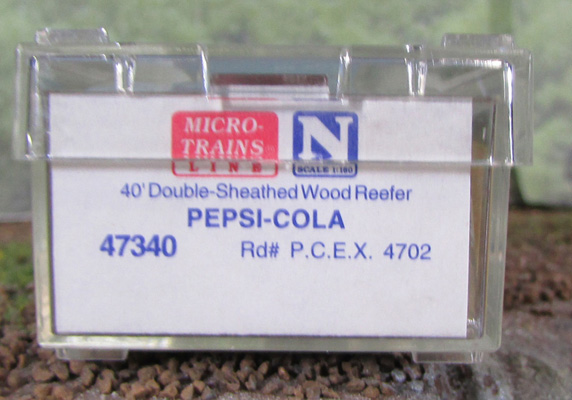 MICRO-
TRAINS
LINE
N
SCALE 1:160
40' Double-Sheathed Wood Reefer
PEPSI-COLA
47340 Rd# P.C.E.X. 4702